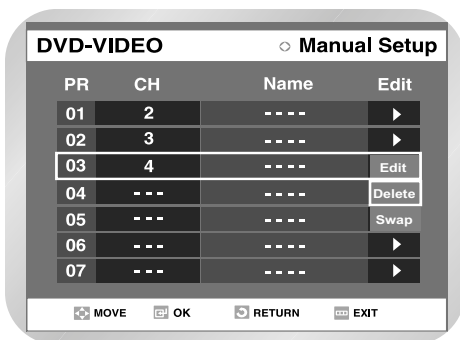 DVD-VIDEO Manual Setup
PR CH Name Edit
01 2 ----
02 3 ----
03 4 ---- Edit
04 --- ---- Delete
05 --- ---- Swap
06 --- ----
07 --- ----
MOVE OK RETURN EXIT